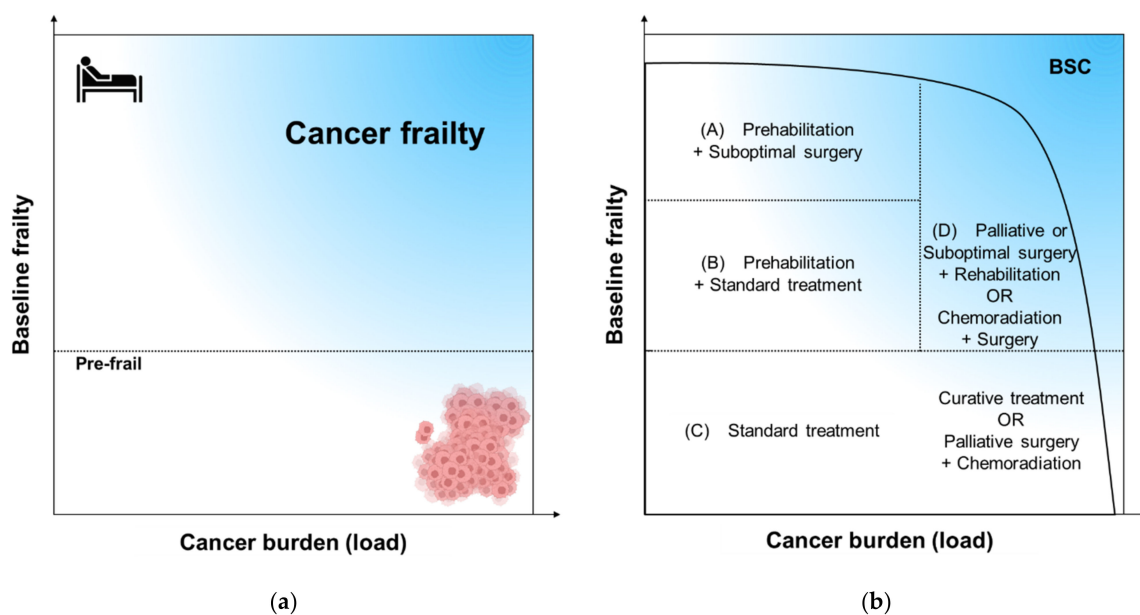 Cancer frailty
Pre-frail
Baseline frailty
Cancer burden (load)
(a)
BSC
(A) Prehabilitation
+ Suboptimal surgery
(B) Prehabilitation
+ Standard treatment
(D) Palliative or
Suboptimal surgery
+ Rehabilitation
OR
Chemoradiation
+ Surgery
(C) Standard treatment
Curative treatment
OR
Palliative surgery
+ Chemoradiation
Baseline frailty
Cancer burden (load)
(b)